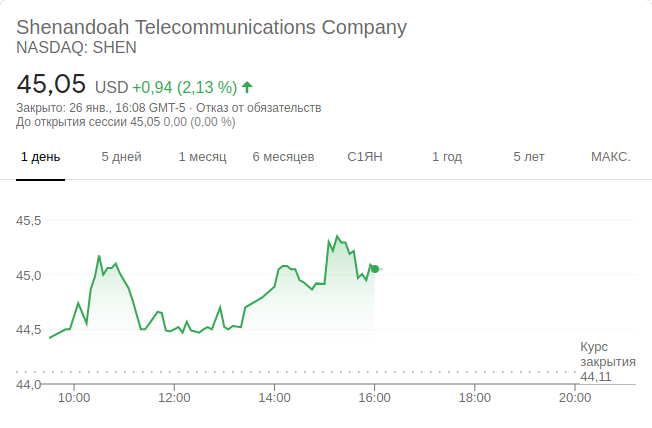 Shenandoah Telecommunications Company
NASDAQ: SHEN
45,05 USD +0,94 (2,13 %)
Закрыто: 26 янв., 16:08 GMT-5 · Отказ от обязательств
До открытия сессии 45,05 0,00 (0,00 %)
1 день 5 дней 1 месяц 6 месяцев С1ЯН 1 год 5 лет МАКС.
45,5
45,0
44,5
Курс
закрытия
44,11
44,0
10:00 12:00 14:00 16:00 18:00 20:00